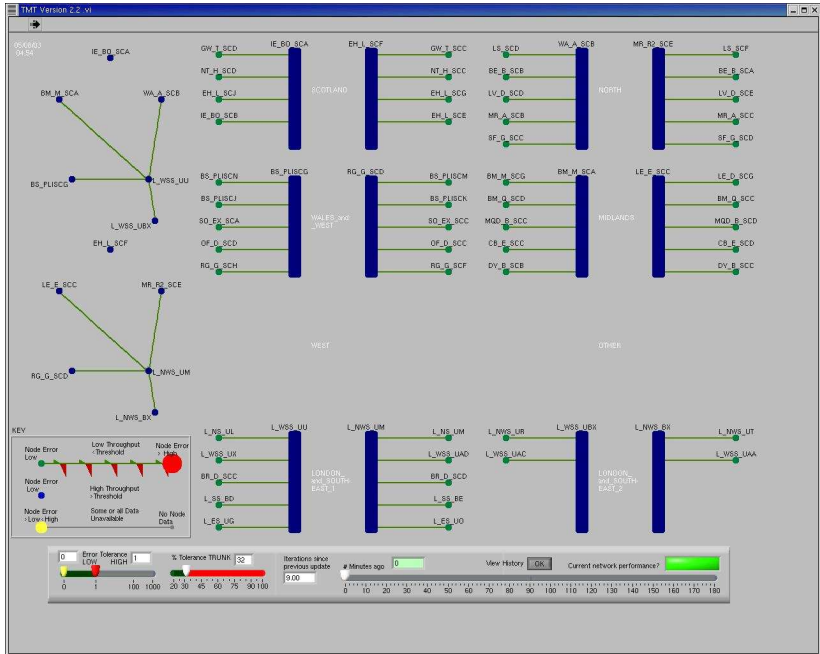 TMT Version 2.2 .vi
05/08/03
04:54
IE_BO_SCA
BM_M_SCA
WA_A_SCB
BS_PLISCG
L_WSS_UU
L_WSS_UBX
EH_L_SCF
LE_E_SCC
MR_R2_SCE
RG_G_SCD
L_NWS_UM
L_NWS_BX
GW_T_SCD
IE_BO_SCA
EH_L_SCF
GW_T_SCC
NT_H_SCD
NT_H_SCC
EH_L_SCJ
SCOTLAND
EH_L_SCG
IE_BO_SCB
EH_L_SCE
LS_SCD
WA_A_SCB
MR_R2_SCE
LS_SCF
BE_B_SCB
BE_B_SCA
LV_D_SCD
NORTH
LV_D_SCE
MR_A_SCB
MR_A_SCC
SF_G_SCC
SF_G_SCD
BS_PLISCN
BS_PLISCG
RG_G_SCD
BS_PLISCM
BS_PLISCJ
BS_PLISCK
SO_EX_SCA
WALES_and
_WEST
SO_EX_SCC
OF_D_SCD
OF_D_SCC
RG_G_SCH
RG_G_SCF
BM_M_SCG
BM_M_SCA
LE_E_SCC
LE_D_SCG
BM_Q_SCD
BM_Q_SCC
MQD_B_SCC
MIDLANDS
MQD_B_SCD
CB_E_SCC
CB_E_SCD
DY_B_SCB
DY_B_SCC
WEST
OTHER
L_NS_UL
L_WSS_UU
L_NWS_UM
L_NS_UM
L_WSS_UX
L_WSS_UAD
BR_D_SCC
LONDON_
and_SOUTH-
EAST_1
BR_D_SCD
L_SS_BD
L_SS_BE
L_ES_UG
L_ES_UO
L_NWS_UR
L_WSS_UBX
L_NWS_BX
L_NWS_UT
L_WSS_UAC
L_WSS_UAA
LONDON_
and_SOUTH-
EAST_2
KEY
Node Error
Low
Low Throughput
<Threshold
Node Error
> High
Node Error
Low
High Throughput
>Threshold
Node Error
>Low<High
Some or all Data
Unavailable
No Node
Data
0
Error Tolerance
LOW HIGH
1
0 1 100 1000
% Tolerance TRUNK
32
20 30 45 60 75 90 100
Iterations since
previous update
9.00
# Minutes ago
0
View History
OK
Current network performance?
0 10 20 30 40 50 60 70 80 90 100 110 120 130 140 150 160 170 180